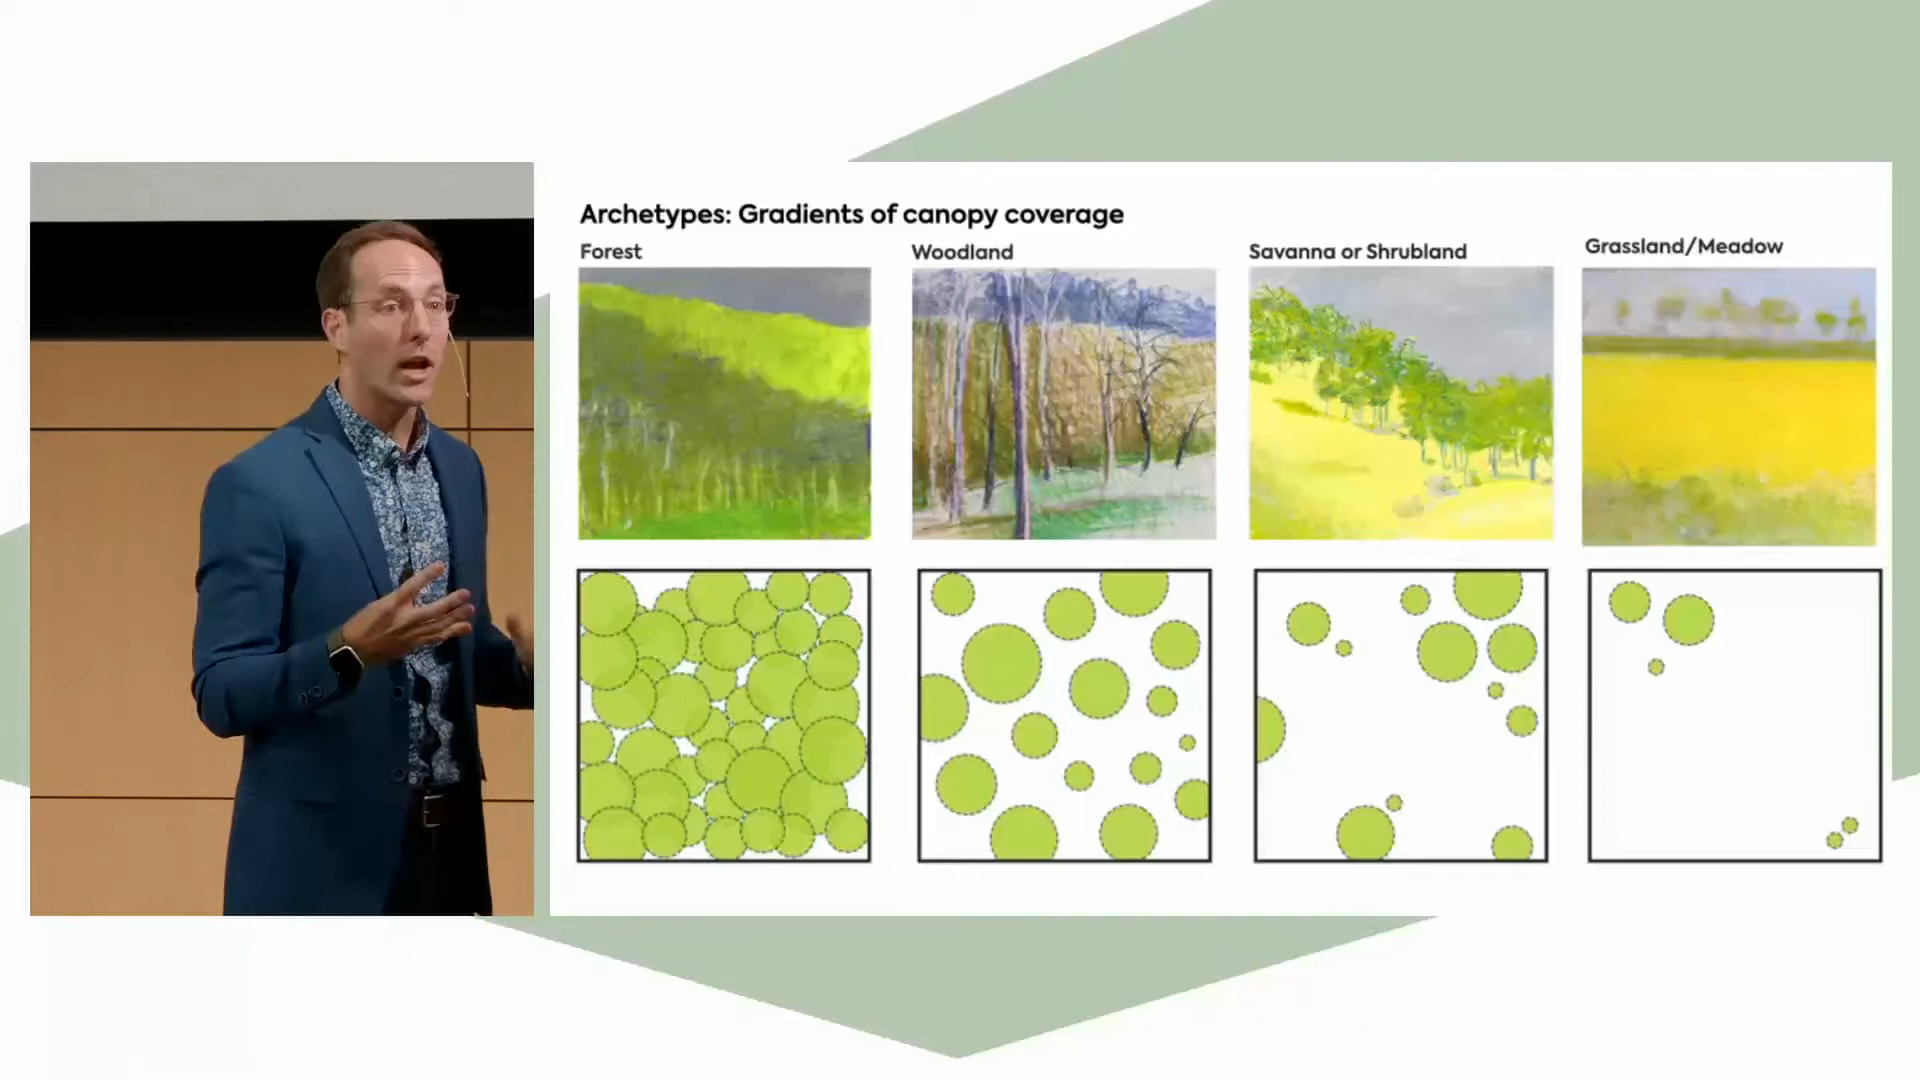 Archetypes: Gradients of canopy coverage
Forest
Woodland
Savanna or Shrubland
Grassland/Meadow